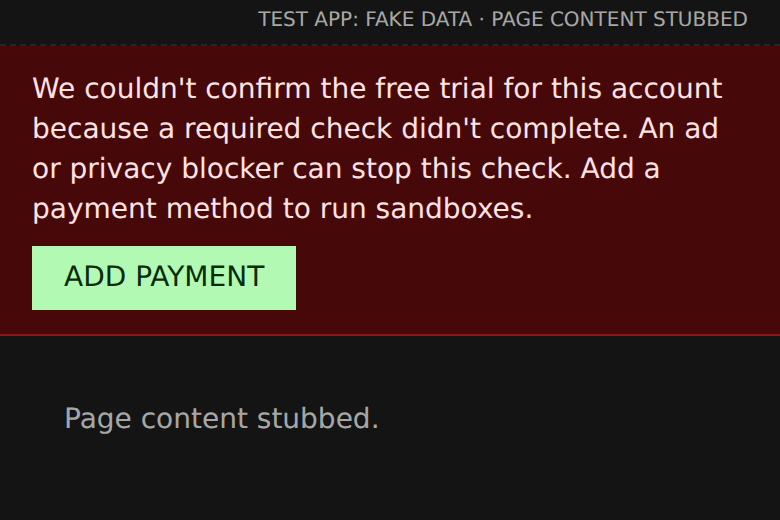 TEST APP: FAKE DATA · PAGE CONTENT STUBBED
We couldn't confirm the free trial for this account
because a required check didn't complete. An ad
or privacy blocker can stop this check. Add a
payment method to run sandboxes.
ADD PAYMENT
Page content stubbed.